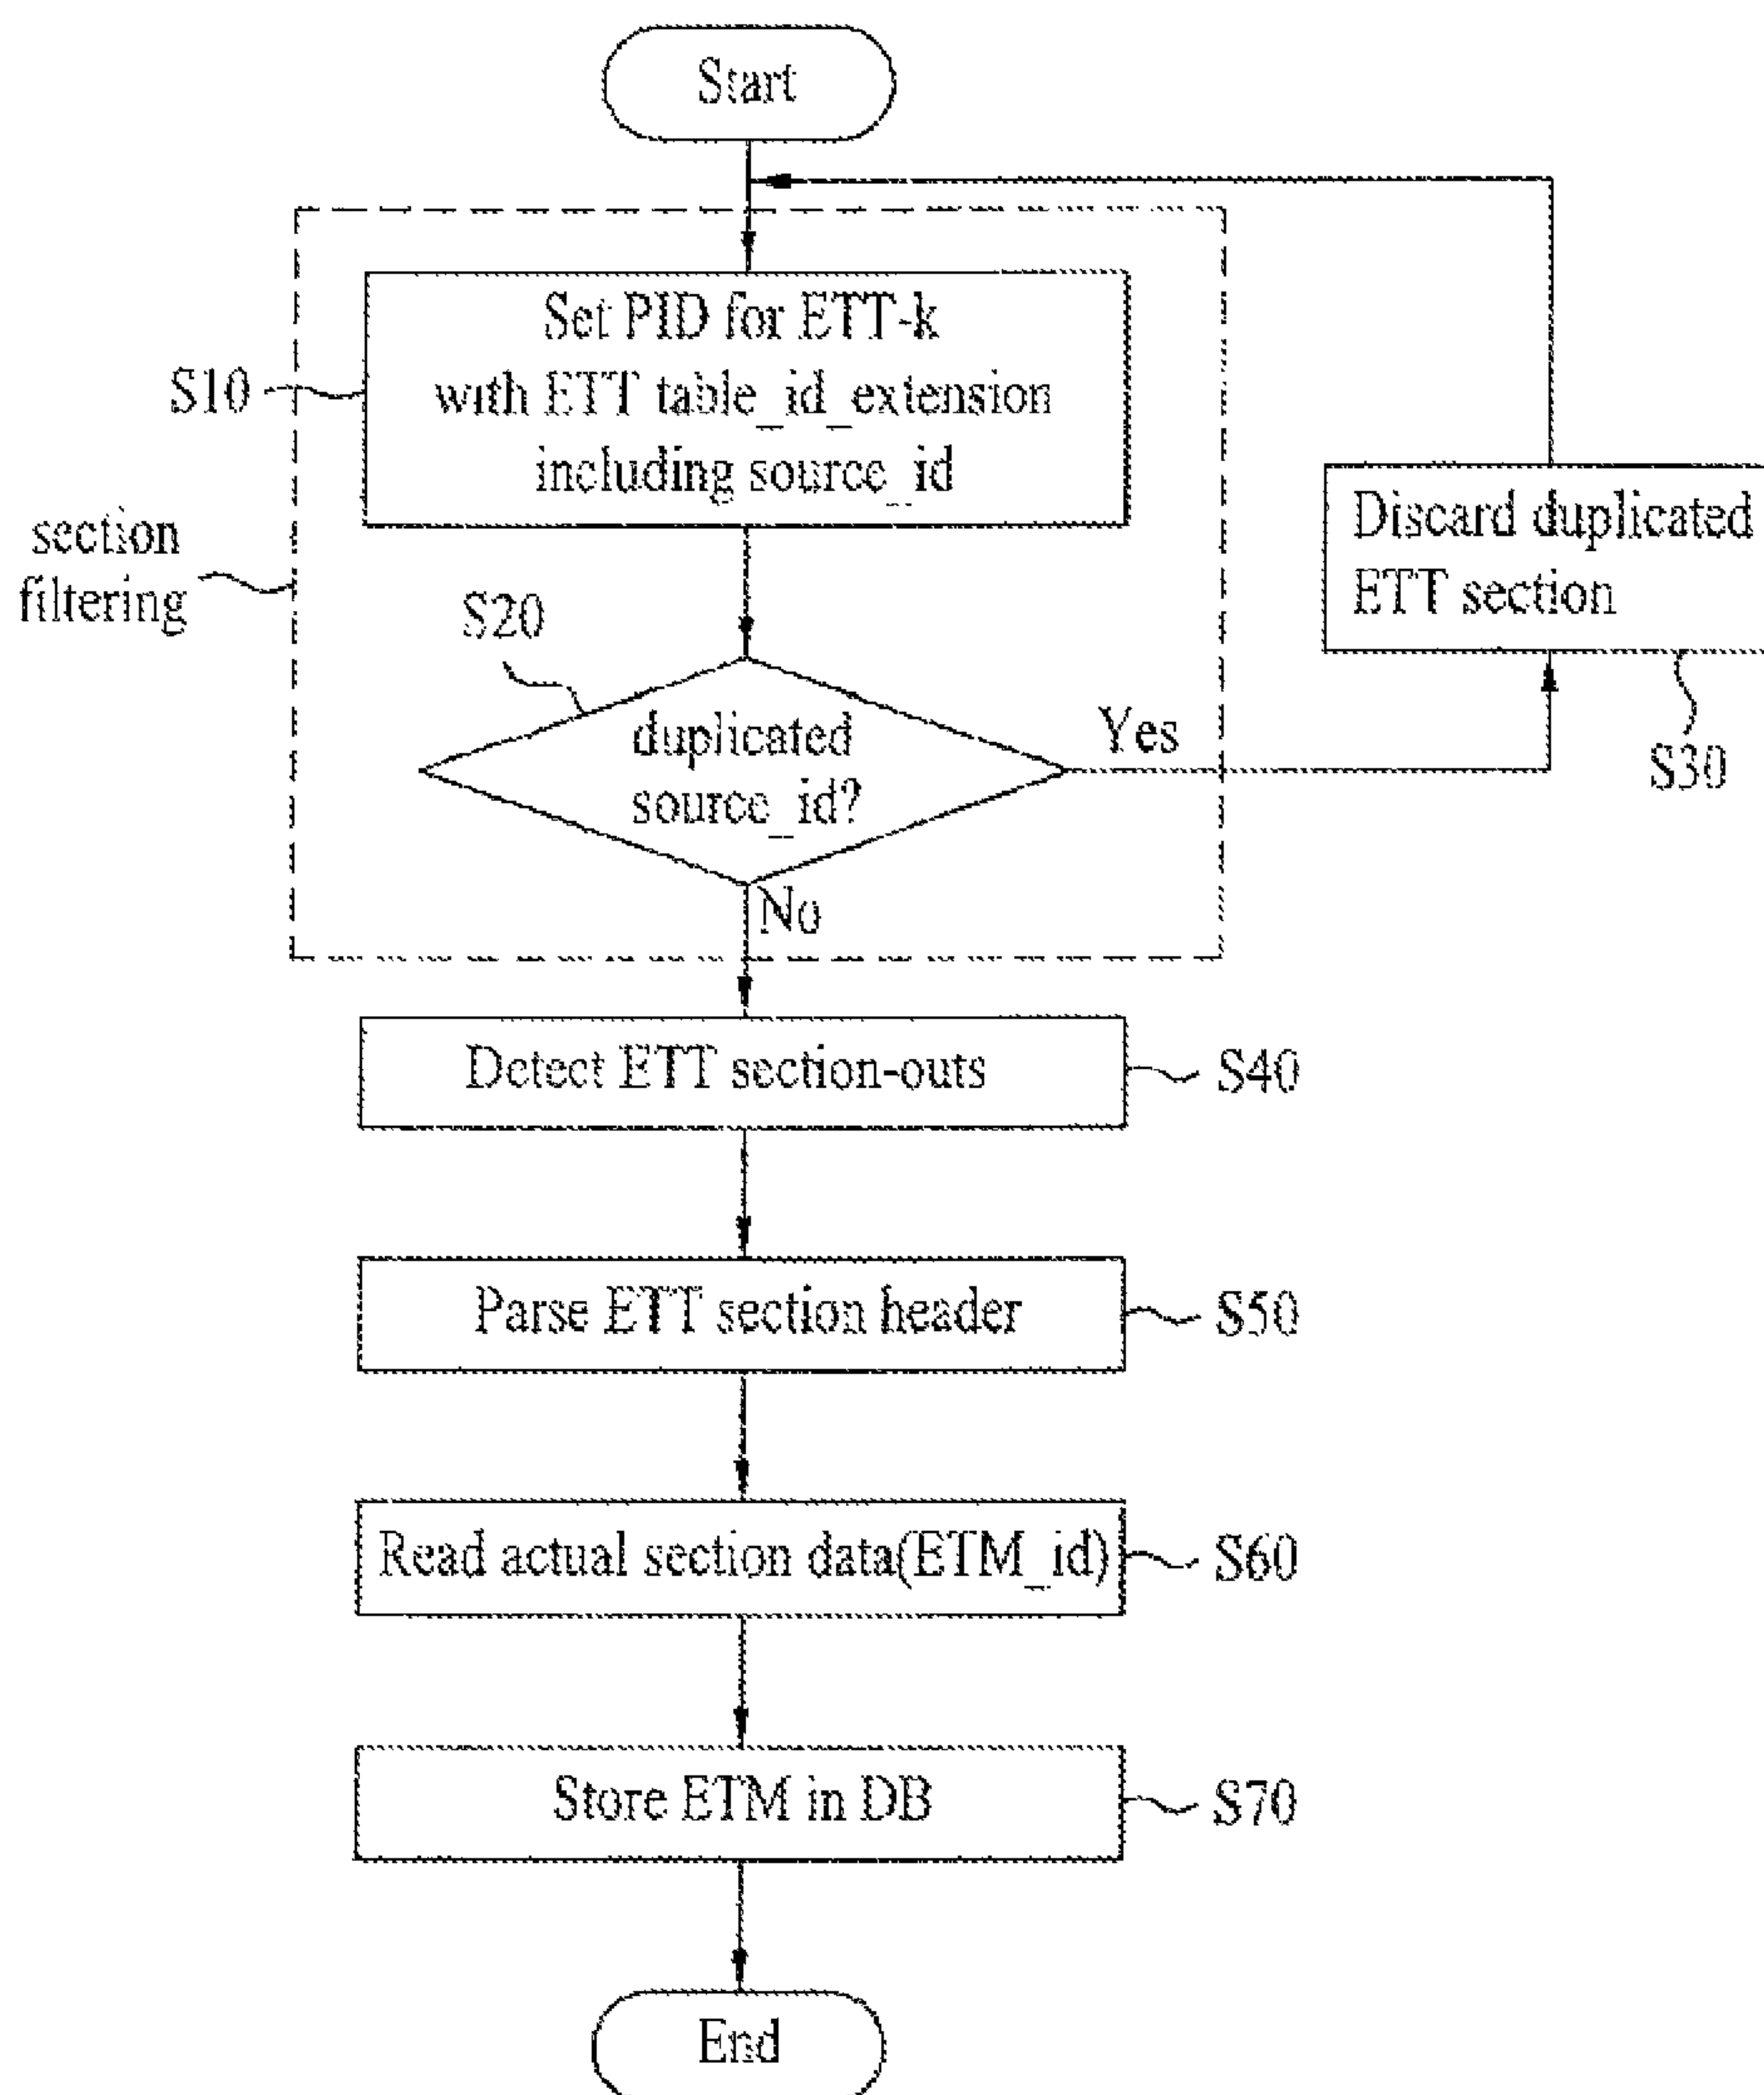 Start
Set PID for ETT-k
S10
with ETT table_id_extension
including source_id
section
filtering
Discard duplicated
ETT section
S20
duplicated
source_id?
Yes
S30
No
Detect ETT section-outs
S40
Parse ETT section header
S50
Read actual section data(ETM_id)
S60
Store ETM in DB
S70
End